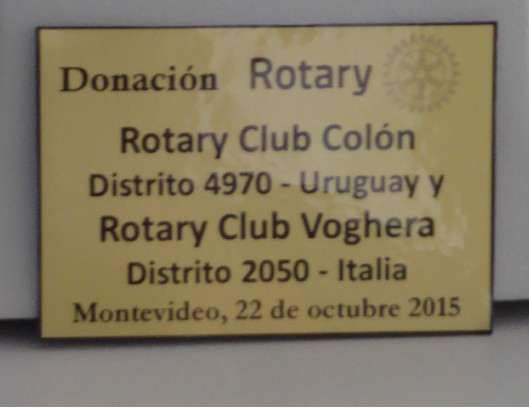 Donación Rotary
Rotary Club Colón
Distrito 4970 - Uruguay y
Rotary Club Voghera
Distrito 2050 - Italia
Montevideo, 22 de octubre 2015